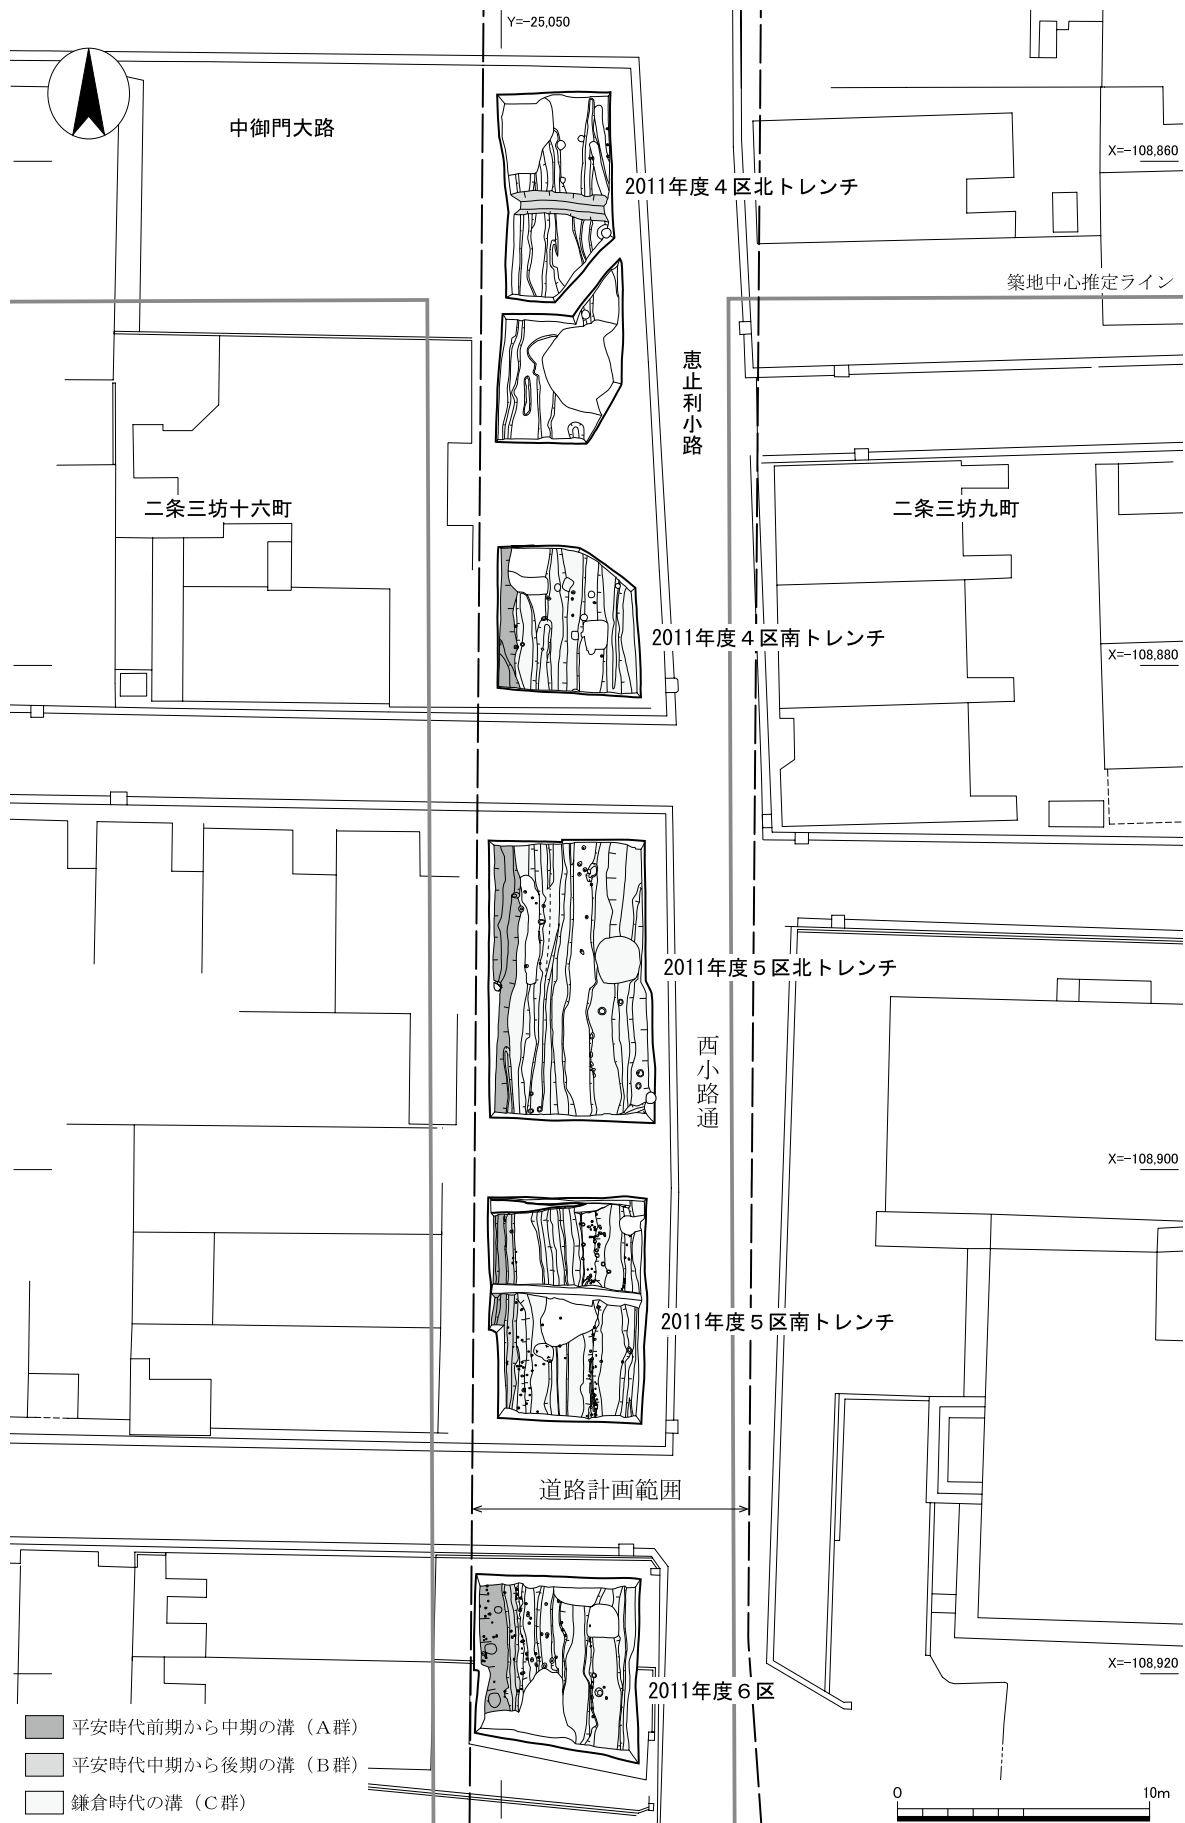 Y=-25,050
中御門大路
X=-108,860
2011年度４区北トレンチ
築地中心推定ライン
恵止利小路
二条三坊十六町
二条三坊九町
2011年度４区南トレンチ
X=-108,880
2011年度５区北トレンチ
西小路通
X=-108,900
2011年度５区南トレンチ
道路計画範囲
X=-108,920
2011年度６区
平安時代前期から中期の溝（Ａ群）
平安時代中期から後期の溝（Ｂ群）
鎌倉時代の溝（Ｃ群）
0 10m